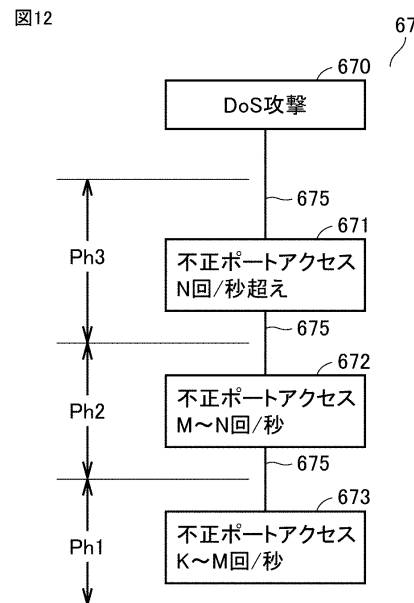 図12
67
670
DoS攻撃
675
671
Ph3
不正ポートアクセス
N回/秒超え
675
672
Ph2
不正ポートアクセス
M～N回/秒
675
673
Ph1
不正ポートアクセス
K～M回/秒